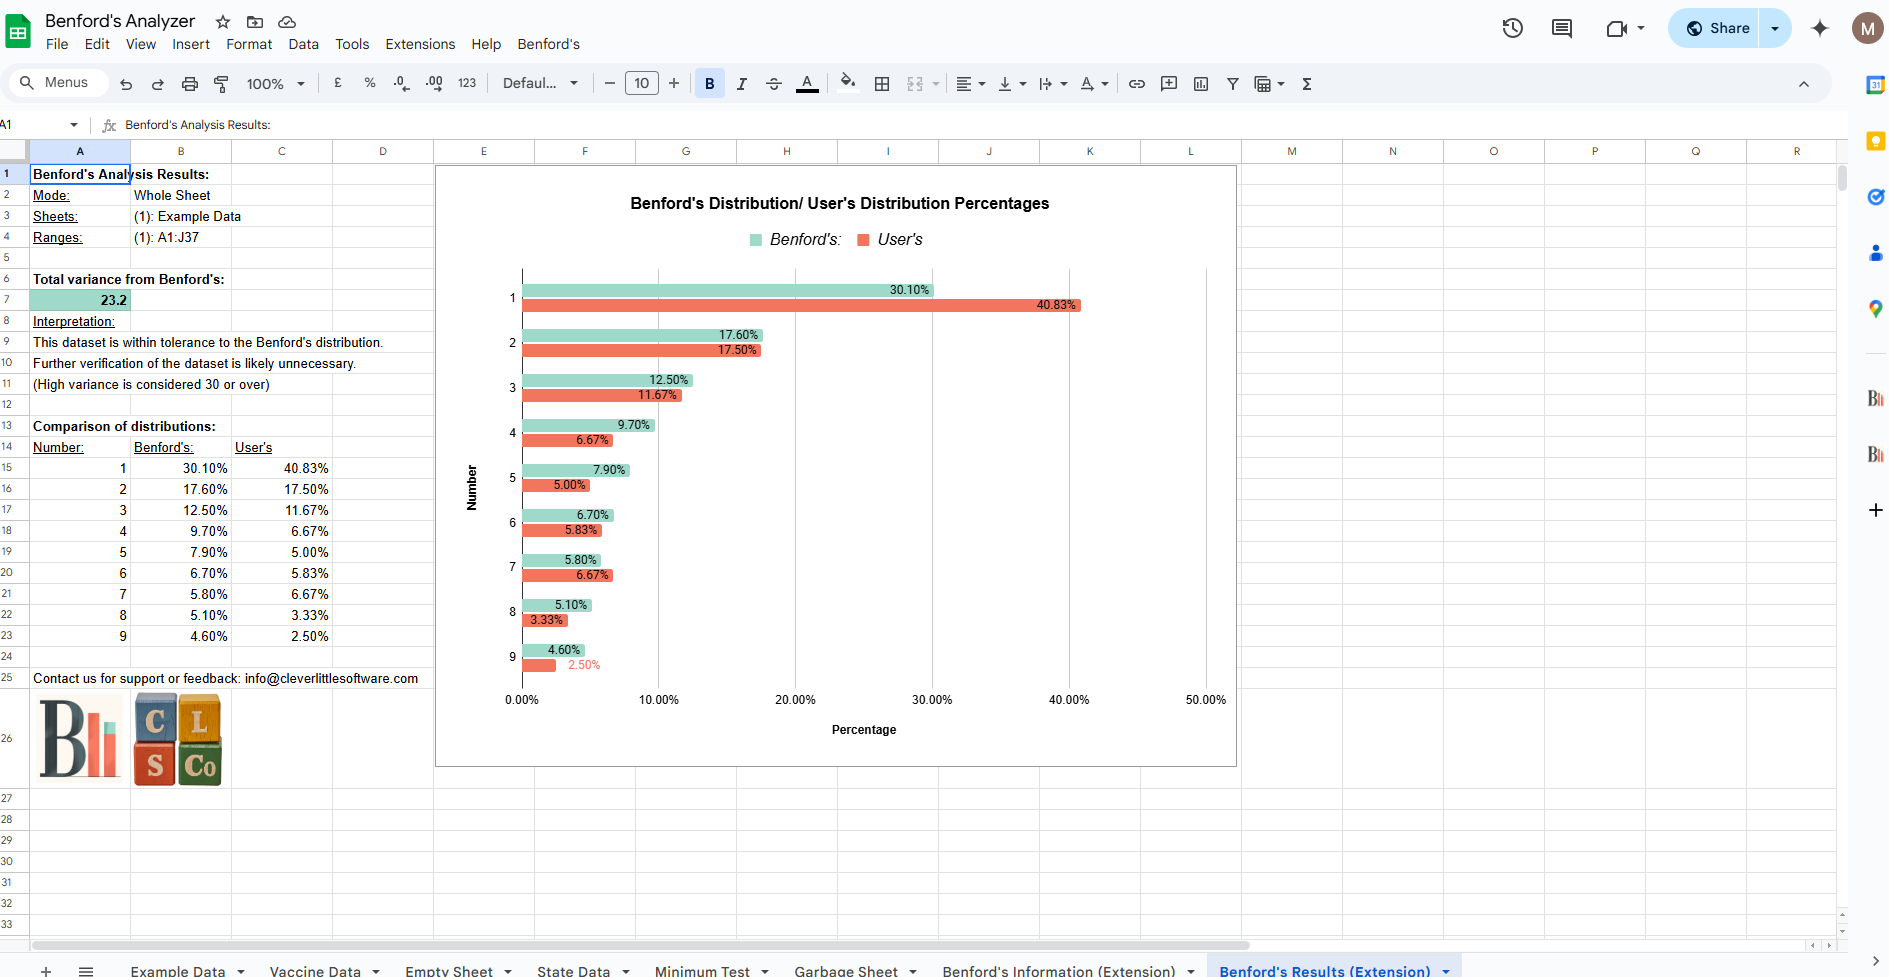 Benford's Analyzer
File Edit View Insert Format Data Tools Extensions Help Benford's
Share
M
Menus 100% £ % .0 .00 123 Defaul... 10 B I A Σ
31
A1 fx Benford's Analysis Results:
A B C D E F G H I J K L M N O P Q R
1 Benford's Analysis Results:
2 Mode: Whole Sheet
3 Sheets: (1): Example Data
4 Ranges: (1): A1:J37
5
6 Total variance from Benford's:
7 23.2
8 Interpretation:
9 This dataset is within tolerance to the Benford's distribution.
10 Further verification of the dataset is likely unnecessary.
11 (High variance is considered 30 or over)
12
13 Comparison of distributions:
14 Number: Benford's: User's
15 1 30.10% 40.83%
16 2 17.60% 17.50%
17 3 12.50% 11.67%
18 4 9.70% 6.67%
19 5 7.90% 5.00%
20 6 6.70% 5.83%
21 7 5.80% 6.67%
22 8 5.10% 3.33%
23 9 4.60% 2.50%
24
25 Contact us for support or feedback: info@cleverlittlesoftware.com
26
B
C L
S Co
27
28
29
30
31
32
33
Benford's Distribution/ User's Distribution Percentages
Benford's: User's
Number
1 30.10%
40.83%
2 17.60%
17.50%
3 12.50%
11.67%
4 9.70%
6.67%
5 7.90%
5.00%
6 6.70%
5.83%
7 5.80%
6.67%
8 5.10%
3.33%
9 4.60%
2.50%
0.00% 10.00% 20.00% 30.00% 40.00% 50.00%
Percentage
Example Data Vaccine Data Empty Sheet State Data Minimum Test Garbage Sheet Benford's Information (Extension) Benford's Results (Extension)